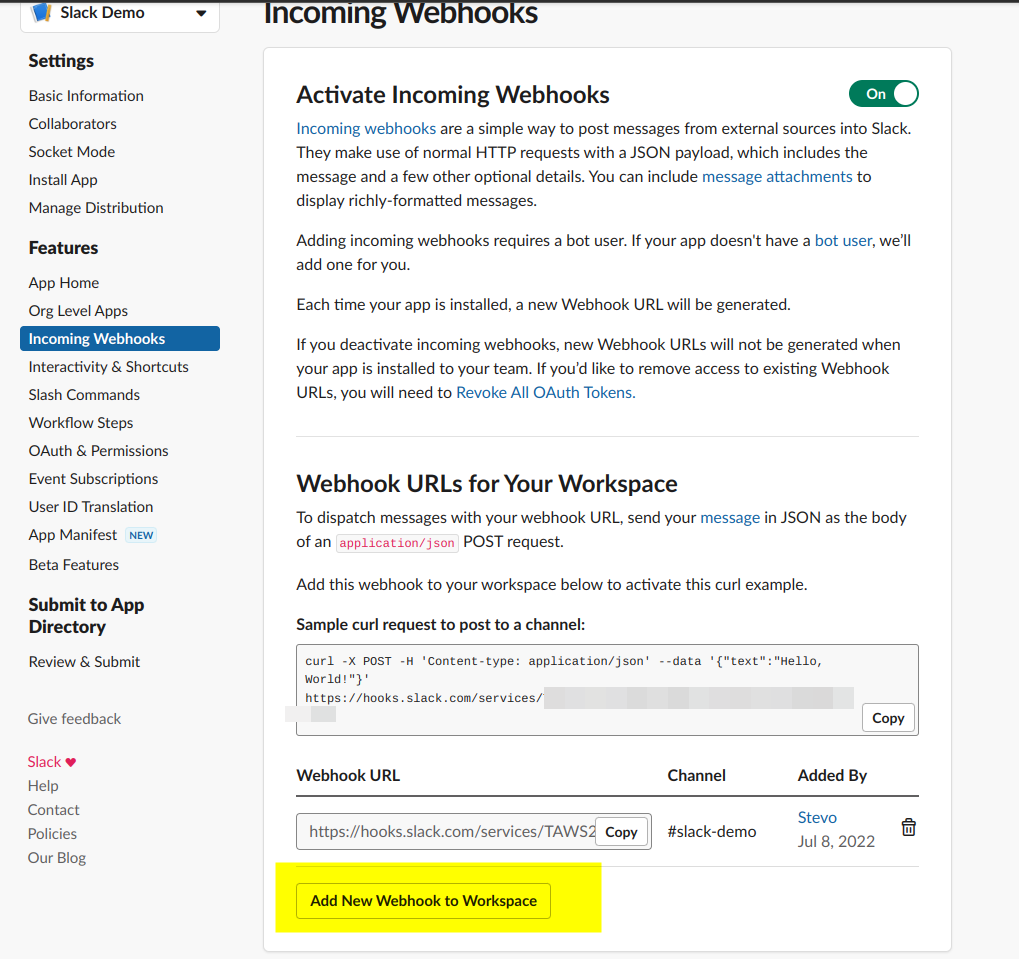 Slack Demo
Incoming Webhooks
Settings
Basic Information
Collaborators
Socket Mode
Install App
Manage Distribution
Features
App Home
Org Level Apps
Incoming Webhooks
Interactivity & Shortcuts
Slash Commands
Workflow Steps
OAuth & Permissions
Event Subscriptions
User ID Translation
App Manifest NEW
Beta Features
Submit to App
Directory
Review & Submit
Give feedback
Slack
Help
Contact
Policies
Our Blog
Activate Incoming Webhooks
On
Incoming webhooks are a simple way to post messages from external sources into Slack.
They make use of normal HTTP requests with a JSON payload, which includes the
message and a few other optional details. You can include message attachments to
display richly-formatted messages.
Adding incoming webhooks requires a bot user. If your app doesn't have a bot user, we’ll
add one for you.
Each time your app is installed, a new Webhook URL will be generated.
If you deactivate incoming webhooks, new Webhook URLs will not be generated when
your app is installed to your team. If you’d like to remove access to existing Webhook
URLs, you will need to Revoke All OAuth Tokens.
Webhook URLs for Your Workspace
To dispatch messages with your webhook URL, send your message in JSON as the body
of an application/json POST request.
Add this webhook to your workspace below to activate this curl example.
Sample curl request to post to a channel:
curl -X POST -H 'Content-type: application/json' --data '{"text":"Hello,
World!"}'
https://hooks.slack.com/services/
Copy
Webhook URL Channel Added By
https://hooks.slack.com/services/TAWS2 Copy #slack-demo Stevo
Jul 8, 2022
Add New Webhook to Workspace